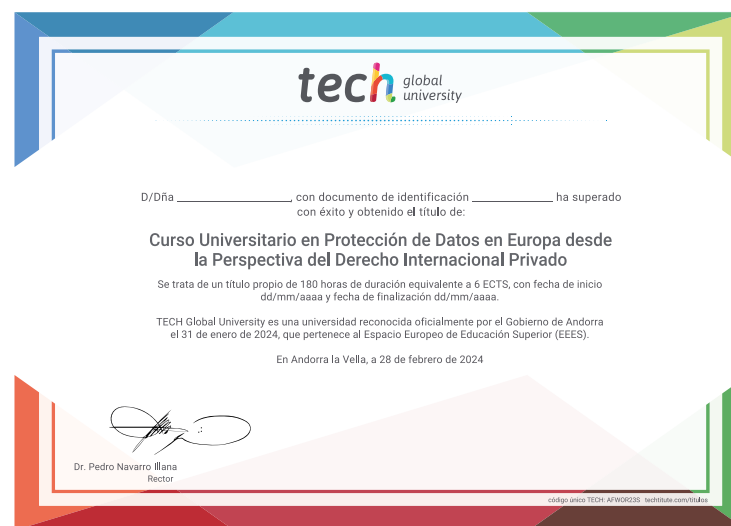 tech global
university
D/Dña ____________________, con documento de identificación ______________ ha superado
con éxito y obtenido el título de:
Curso Universitario en Protección de Datos en Europa desde
la Perspectiva del Derecho Internacional Privado
Se trata de un título propio de 180 horas de duración equivalente a 6 ECTS, con fecha de inicio
dd/mm/aaaa y fecha de finalización dd/mm/aaaa.
TECH Global University es una universidad reconocida oficialmente por el Gobierno de Andorra
el 31 de enero de 2024, que pertenece al Espacio Europeo de Educación Superior (EEES).
En Andorra la Vella, a 28 de febrero de 2024
Dr. Pedro Navarro Illana
Rector
código único TECH: AFWOR23S techtitute.com/titulos